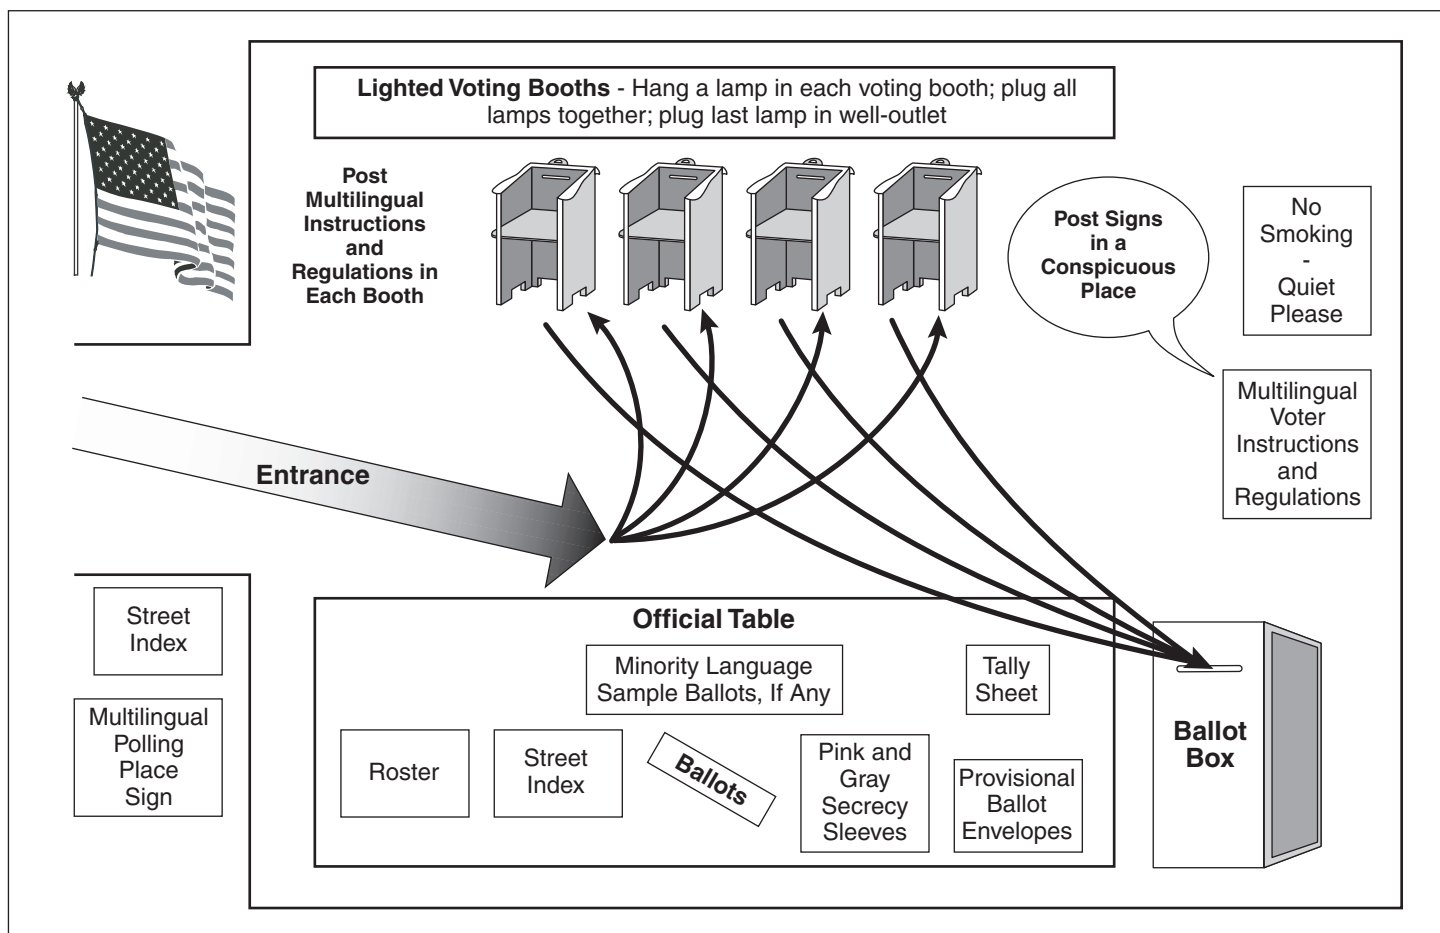 Lighted Voting Booths - Hang a lamp in each voting booth; plug all
lamps together; plug last lamp in well-outlet
Post
Multilingual
Instructions
and
Regulations in
Each Booth
Post Signs
in a
Conspicuous
Place
No
Smoking
-
Quiet
Please
Multilingual
Voter
Instructions
and
Regulations
Entrance
Street
Index
Multilingual
Polling
Place
Sign
Official Table
Minority Language
Sample Ballots, If Any
Tally
Sheet
Roster
Street
Index
Ballots
Pink and
Gray
Secrecy
Sleeves
Provisional
Ballot
Envelopes
Ballot
Box